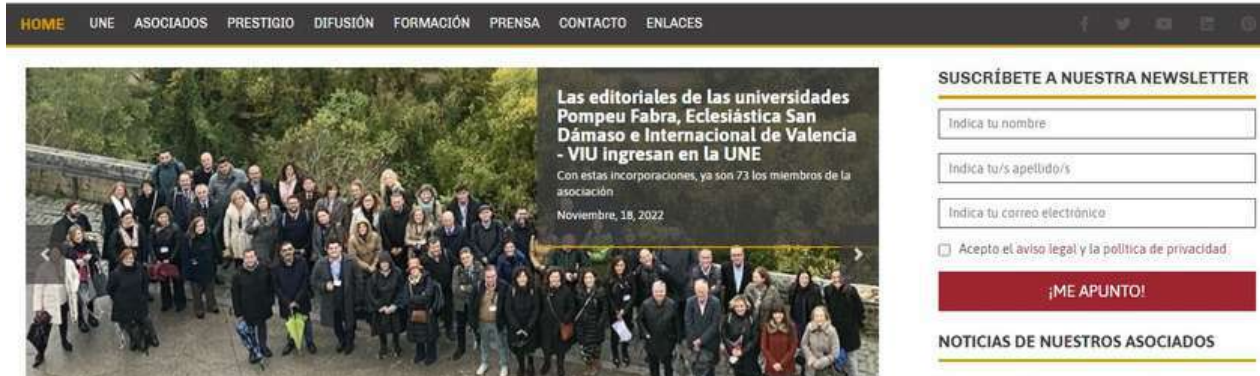 HOME UNE ASOCIADOS PRESTIGIO DIFUSIÓN FORMACIÓN PRENSA CONTACTO ENLACES
Las editoriales de las universidades
Pompeu Fabra, Eclesiástica San
Dámaso e Internacional de Valencia
- VIU ingresan en la UNE
Con estas incorporaciones, ya son 73 los miembros de la
asociación
Noviembre, 18, 2022
SUSCRÍBETE A NUESTRA NEWSLETTER
Indica tu nombre
Indica tu/s apellido/s
Indica tu correo electrónico
Acepto el aviso legal y la política de privacidad
¡ME APUNTO!
NOTICIAS DE NUESTROS ASOCIADOS